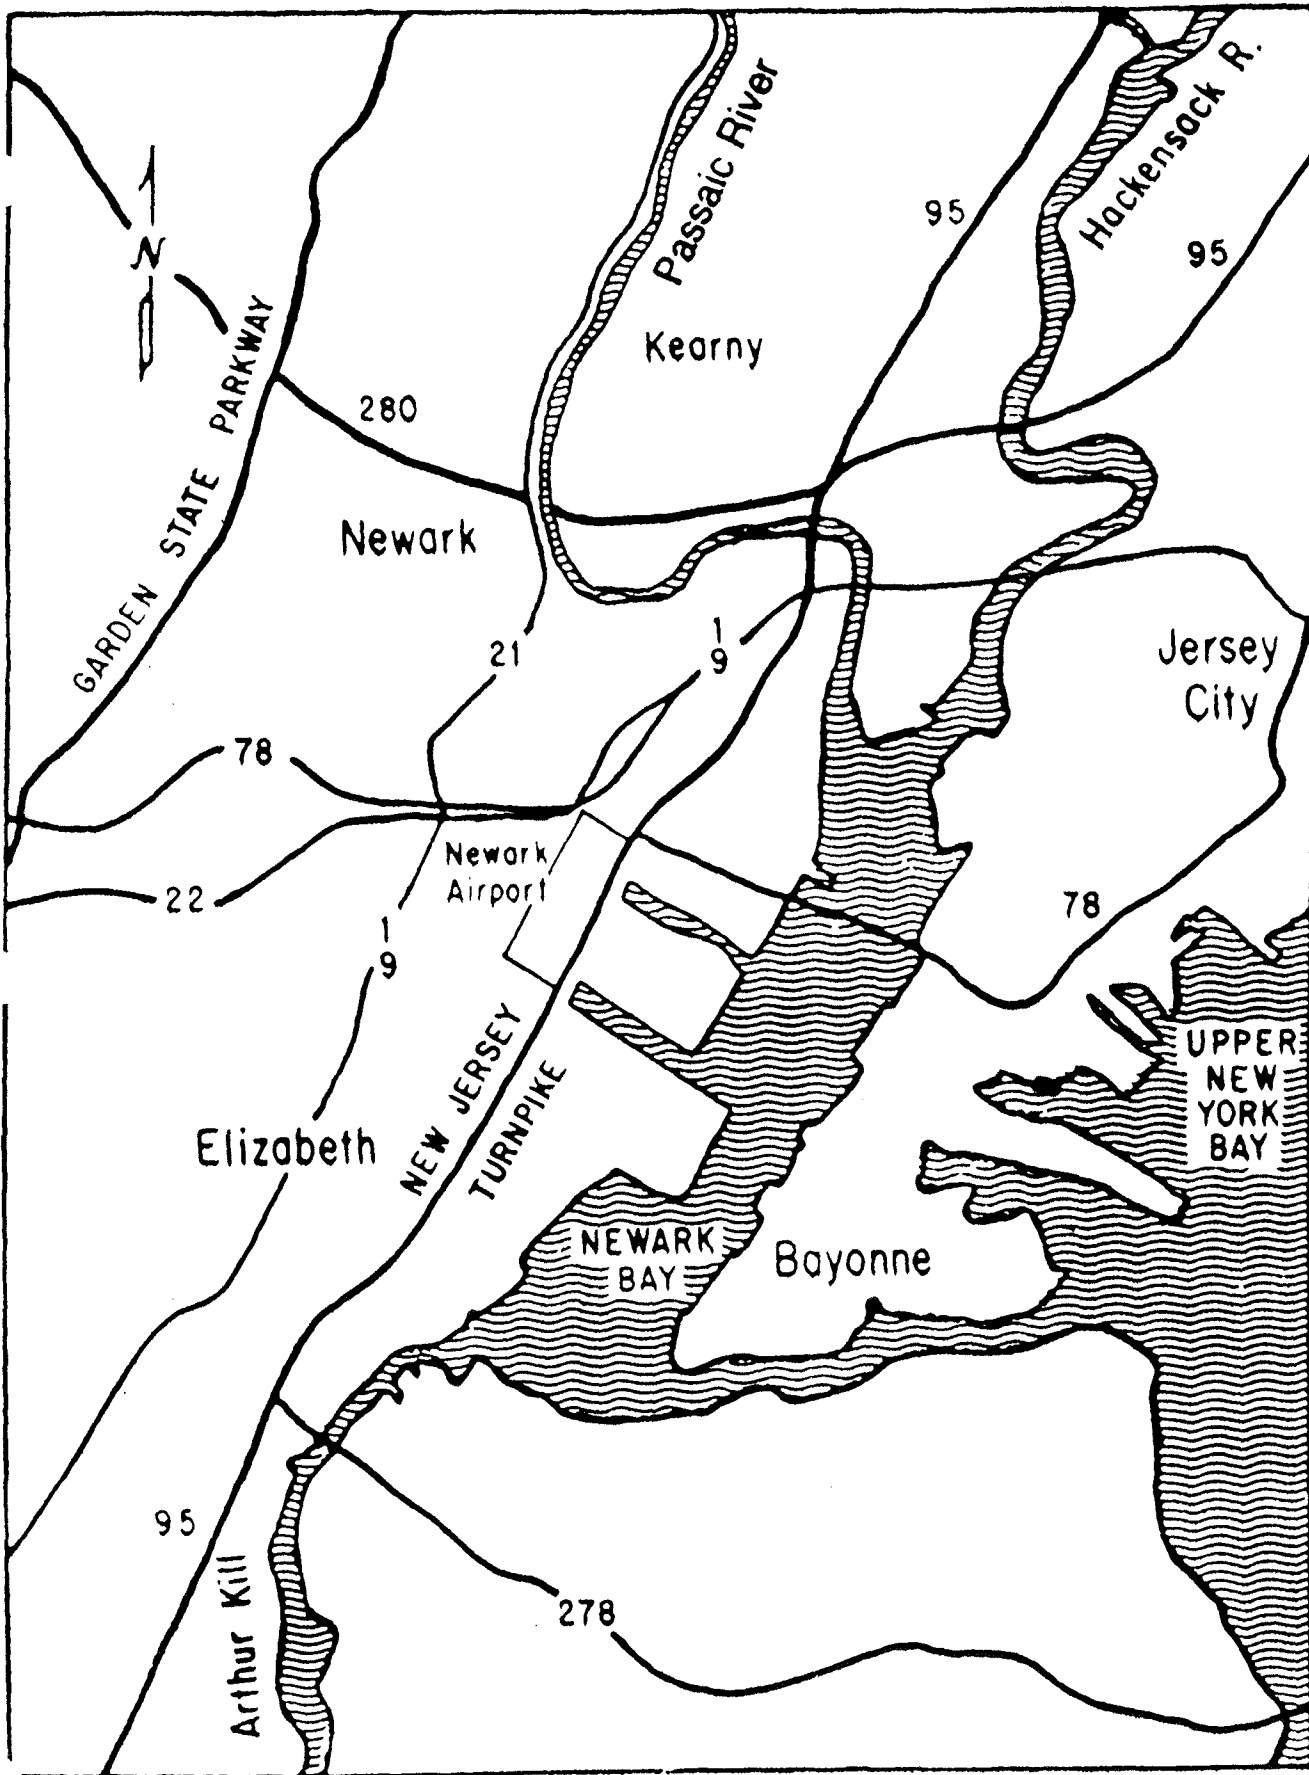 Passaic River
Hackensack R.
95
95
N
Kearny
GARDEN STATE PARKWAY
280
Newark
21
1
9
Jersey
City
78
Newark
Airport
22
78
1
9
NEW JERSEY
TURNPIKE
UPPER
NEW
YORK
BAY
Elizabeth
NEWARK
BAY
Bayonne
95
Arthur Kill
278